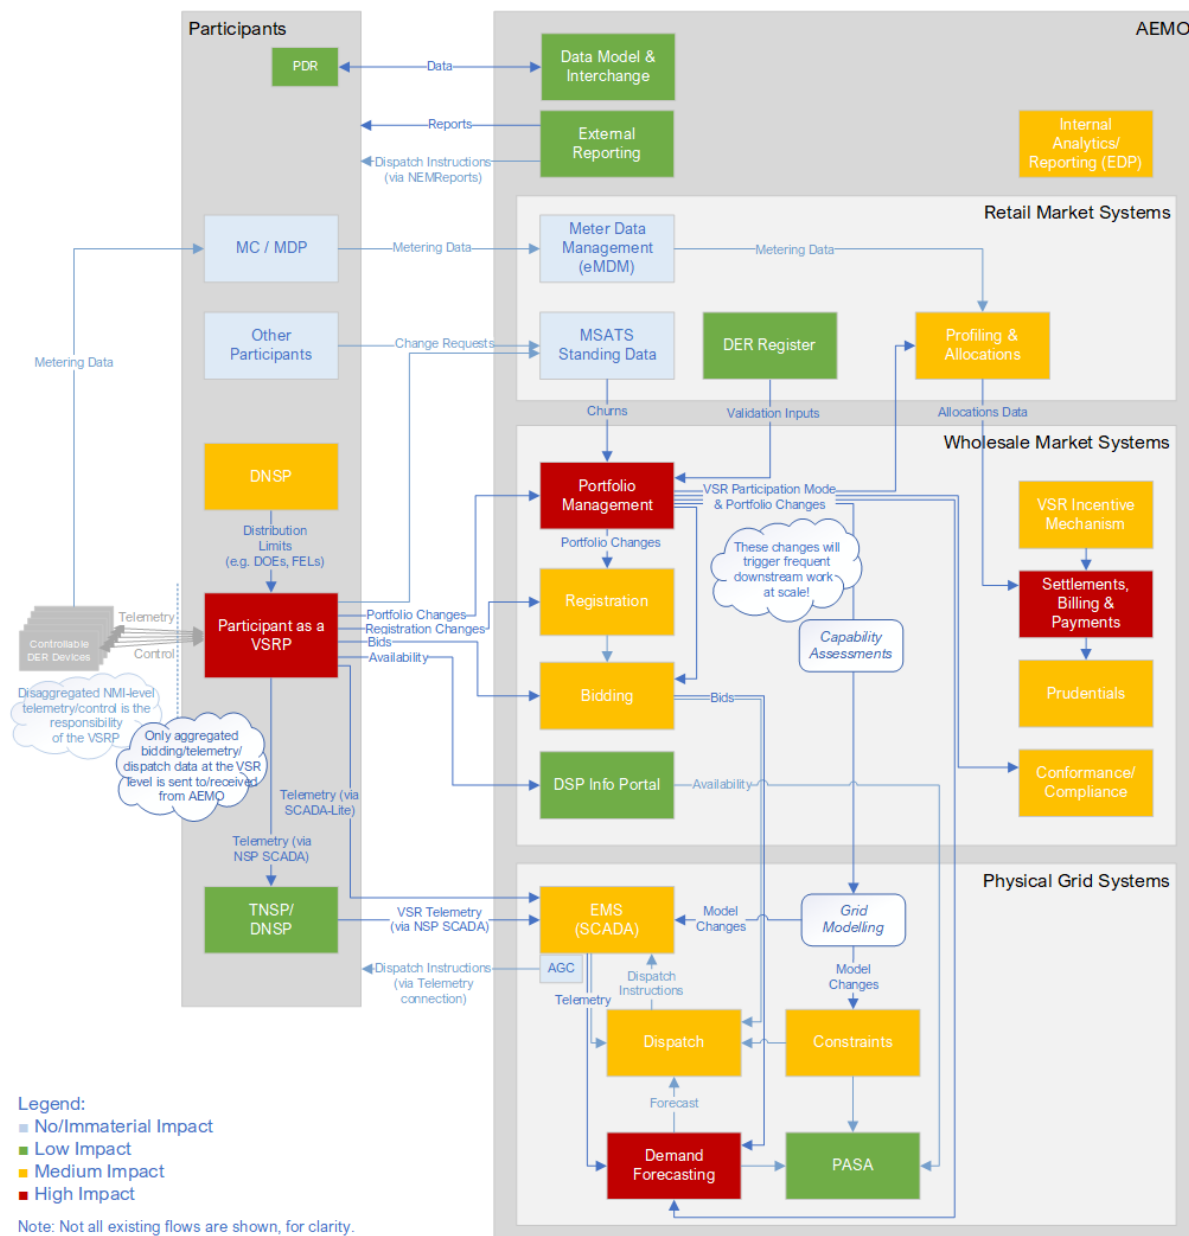 Participants
AEMO
PDR
Data
Data Model &
Interchange
Reports
External
Reporting
Dispatch Instructions
(via NEMReports)
Internal
Analytics/
Reporting (EDP)
Retail Market Systems
MC / MDP
Metering Data
Meter Data
Management
(eMDM)
Metering Data
Other
Participants
Change Requests
MSATS
Standing Data
DER Register
Profiling &
Allocations
Metering Data
Churns
Validation Inputs
Allocations Data
Wholesale Market Systems
DNSP
Portfolio
Management
VSR Participation Mode
& Portfolio Changes
VSR Incentive
Mechanism
Distribution
Limits
(e.g. DOEs, FELs)
Portfolio Changes
These changes will
trigger frequent
downstream work
at scale!
Telemetry
Controllable
DER Devices
Control
Participant as a
VSRP
Portfolio Changes
Registration Changes
Bids
Availability
Registration
Capability
Assessments
Settlements,
Billing &
Payments
Bidding
Bids
Prudentials
Disaggregated NMI-level
telemetry/control is the
responsibility
of the VSRP
Only aggregated
bidding/telemetry/
dispatch data at the VSR
level is sent to/received
from AEMO
DSP Info Portal
Availability
Conformance/
Compliance
Telemetry (via
SCADA-Lite)
Telemetry (via
NSP SCADA)
Physical Grid Systems
TNSP/
DNSP
VSR Telemetry
(via NSP SCADA)
EMS
(SCADA)
Model
Changes
Grid
Modelling
AGC
Dispatch Instructions
(via Telemetry
connection)
Telemetry
Dispatch
Instructions
Model
Changes
Dispatch
Constraints
Forecast
Demand
Forecasting
PASA
Legend:
No/Immaterial Impact
Low Impact
Medium Impact
High Impact
Note: Not all existing flows are shown, for clarity.